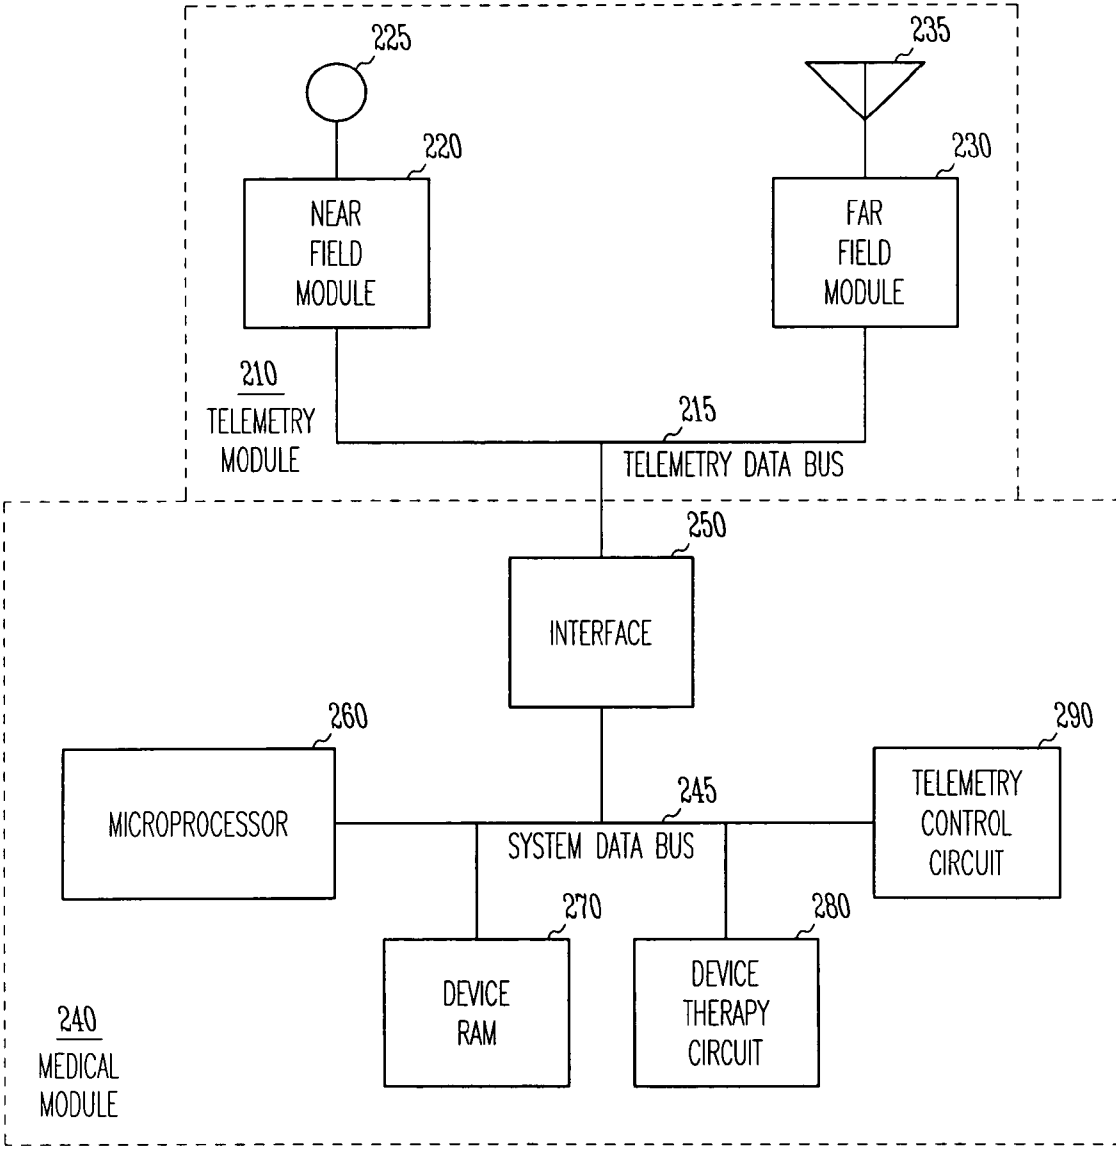 225
235
220
230
NEAR
FIELD
MODULE
FAR
FIELD
MODULE
210
TELEMETRY
MODULE
215
TELEMETRY DATA BUS
250
INTERFACE
260
290
MICROPROCESSOR
245
SYSTEM DATA BUS
TELEMETRY
CONTROL
CIRCUIT
270
280
DEVICE
RAM
DEVICE
THERAPY
CIRCUIT
240
MEDICAL
MODULE